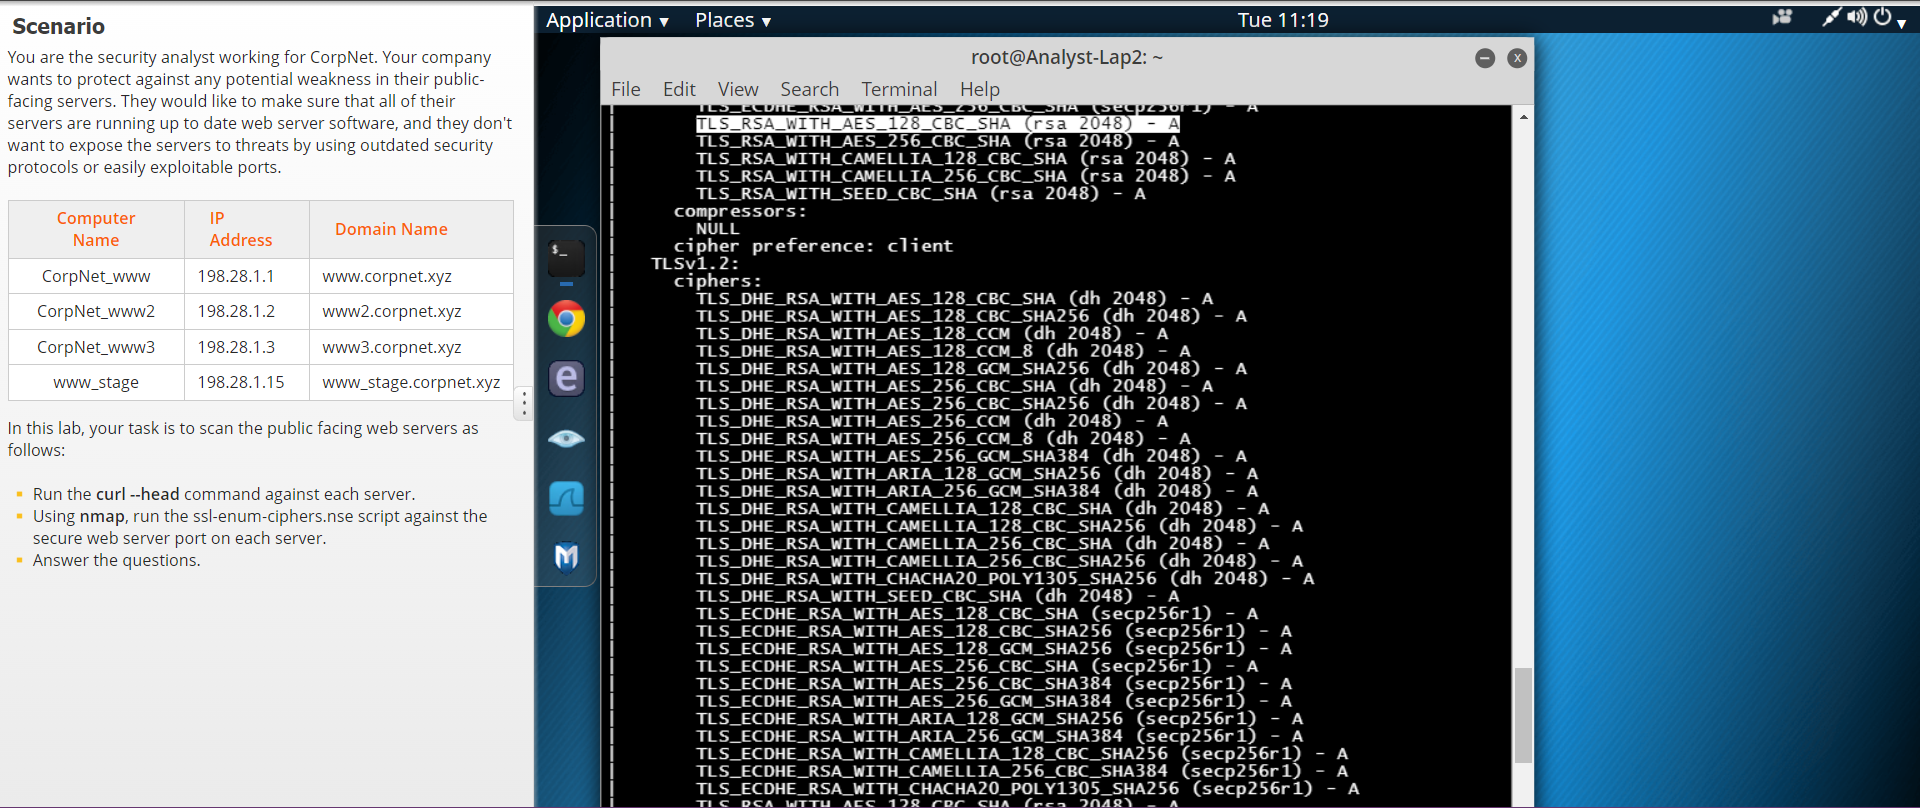 Scenario
You are the security analyst working for CorpNet. Your company
wants to protect against any potential weakness in their public-
facing servers. They would like to make sure that all of their
servers are running up to date web server software, and they don't
want to expose the servers to threats by using outdated security
protocols or easily exploitable ports.
Computer Name IP Address Domain Name
CorpNet_www 198.28.1.1 www.corpnet.xyz
CorpNet_www2 198.28.1.2 www2.corpnet.xyz
CorpNet_www3 198.28.1.3 www3.corpnet.xyz
www_stage 198.28.1.15 www_stage.corpnet.xyz
In this lab, your task is to scan the public facing web servers as
follows:
Run the curl --head command against each server.
Using nmap, run the ssl-enum-ciphers.nse script against the
secure web server port on each server.
Answer the questions.
Application Places Tue 11:19
root@Analyst-Lap2: ~
File Edit View Search Terminal Help
TLS_ECDHE_RSA_WITH_AES_256_CBC_SHA (secp256r1) - A
TLS_RSA_WITH_AES_128_CBC_SHA (rsa 2048) - A
TLS_RSA_WITH_AES_256_CBC_SHA (rsa 2048) - A
TLS_RSA_WITH_CAMELLIA_128_CBC_SHA (rsa 2048) - A
TLS_RSA_WITH_CAMELLIA_256_CBC_SHA (rsa 2048) - A
TLS_RSA_WITH_SEED_CBC_SHA (rsa 2048) - A
compressors:
NULL
cipher preference: client
TLSv1.2:
ciphers:
TLS_DHE_RSA_WITH_AES_128_CBC_SHA (dh 2048) - A
TLS_DHE_RSA_WITH_AES_128_CBC_SHA256 (dh 2048) - A
TLS_DHE_RSA_WITH_AES_128_CCM (dh 2048) - A
TLS_DHE_RSA_WITH_AES_128_CCM_8 (dh 2048) - A
TLS_DHE_RSA_WITH_AES_128_GCM_SHA256 (dh 2048) - A
TLS_DHE_RSA_WITH_AES_256_CBC_SHA (dh 2048) - A
TLS_DHE_RSA_WITH_AES_256_CBC_SHA256 (dh 2048) - A
TLS_DHE_RSA_WITH_AES_256_CCM (dh 2048) - A
TLS_DHE_RSA_WITH_AES_256_CCM_8 (dh 2048) - A
TLS_DHE_RSA_WITH_AES_256_GCM_SHA384 (dh 2048) - A
TLS_DHE_RSA_WITH_ARIA_128_GCM_SHA256 (dh 2048) - A
TLS_DHE_RSA_WITH_ARIA_256_GCM_SHA384 (dh 2048) - A
TLS_DHE_RSA_WITH_CAMELLIA_128_CBC_SHA (dh 2048) - A
TLS_DHE_RSA_WITH_CAMELLIA_128_CBC_SHA256 (dh 2048) - A
TLS_DHE_RSA_WITH_CAMELLIA_256_CBC_SHA (dh 2048) - A
TLS_DHE_RSA_WITH_CAMELLIA_256_CBC_SHA256 (dh 2048) - A
TLS_DHE_RSA_WITH_CHACHA20_POLY1305_SHA256 (dh 2048) - A
TLS_DHE_RSA_WITH_SEED_CBC_SHA (dh 2048) - A
TLS_ECDHE_RSA_WITH_AES_128_CBC_SHA (secp256r1) - A
TLS_ECDHE_RSA_WITH_AES_128_CBC_SHA256 (secp256r1) - A
TLS_ECDHE_RSA_WITH_AES_128_GCM_SHA256 (secp256r1) - A
TLS_ECDHE_RSA_WITH_AES_256_CBC_SHA (secp256r1) - A
TLS_ECDHE_RSA_WITH_AES_256_CBC_SHA384 (secp256r1) - A
TLS_ECDHE_RSA_WITH_AES_256_GCM_SHA384 (secp256r1) - A
TLS_ECDHE_RSA_WITH_ARIA_128_GCM_SHA256 (secp256r1) - A
TLS_ECDHE_RSA_WITH_ARIA_256_GCM_SHA384 (secp256r1) - A
TLS_ECDHE_RSA_WITH_CAMELLIA_128_CBC_SHA256 (secp256r1) - A
TLS_ECDHE_RSA_WITH_CAMELLIA_256_CBC_SHA384 (secp256r1) - A
TLS_ECDHE_RSA_WITH_CHACHA20_POLY1305_SHA256 (secp256r1) - A
TLS_RSA_WITH_AES_128_CBC_SHA (rsa 2048) - A